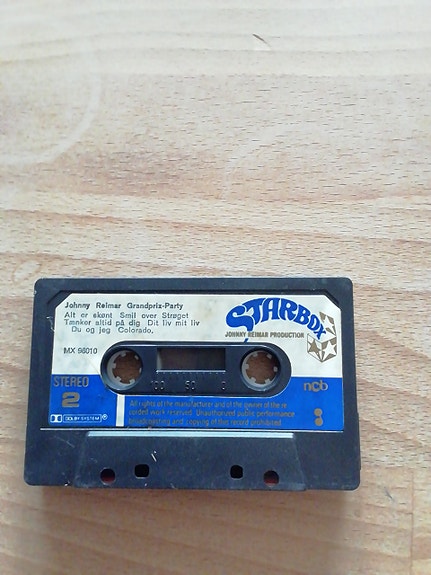 Johnny Reimar Grandprix-Party
Alt er skønt Smil over Strøget
Tænker altid på dig Dit liv mit liv
Du og jeg Colorado,
STARBOX
JOHNNY REIMAR PRODUCTION
MX 96010
100 50 0
STEREO
2
ncb
DOLBY SYSTEM ®
All rights of the manufacturer and of the owner of the re
corded work reserved. Unauthorized public performance
broadcasting and copying of this record prohibited.